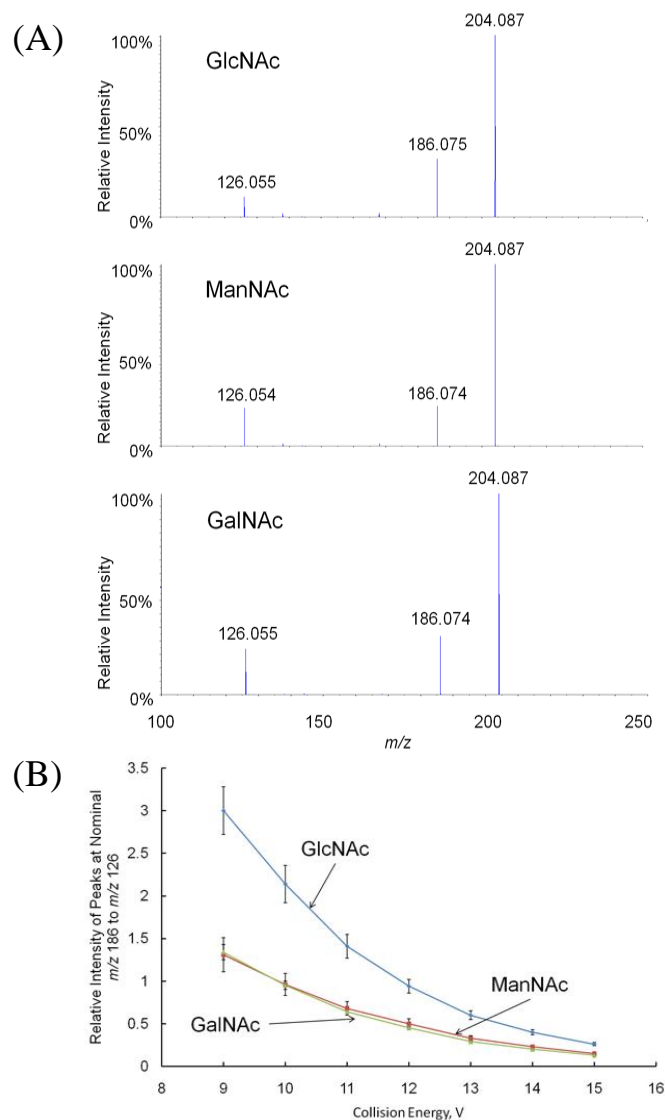 (A)
204.087
100%
GlcNAc
Relative Intensity
50%
186.075
126.055
0%
204.087
100%
ManNAc
Relative Intensity
50%
126.054
186.074
0%
204.087
100%
GalNAc
Relative Intensity
50%
126.055
186.074
0%
100
150
200
250
m/z
(B)
Relative Intensity of Peaks at Nominal
m/z 186 to m/z 126
3.5
3
2.5
2
1.5
1
0.5
0
GlcNAc
ManNAc
GalNAc
8 9 10 11 12 13 14 15 16
Collision Energy, V